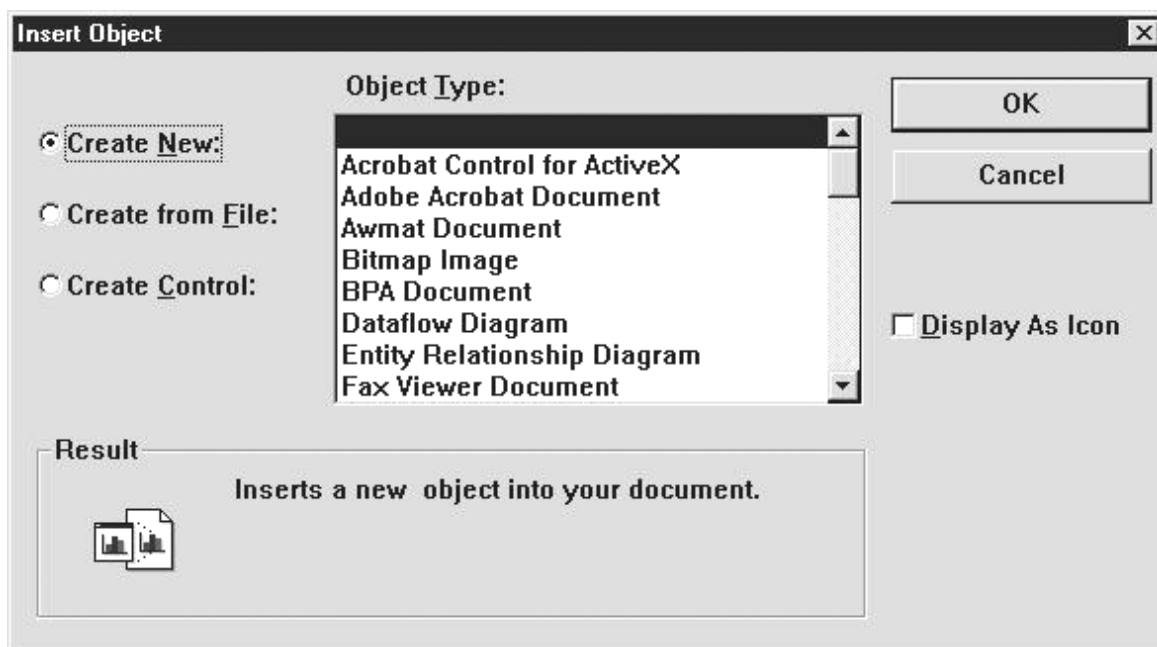 Insert Object
Object Type:
Create New:
Create from File:
Create Control:
Acrobat Control for ActiveX
Adobe Acrobat Document
Awmat Document
Bitmap Image
BPA Document
Dataflow Diagram
Entity Relationship Diagram
Fax Viewer Document
OK
Cancel
Display As Icon
Result
Inserts a new object into your document.